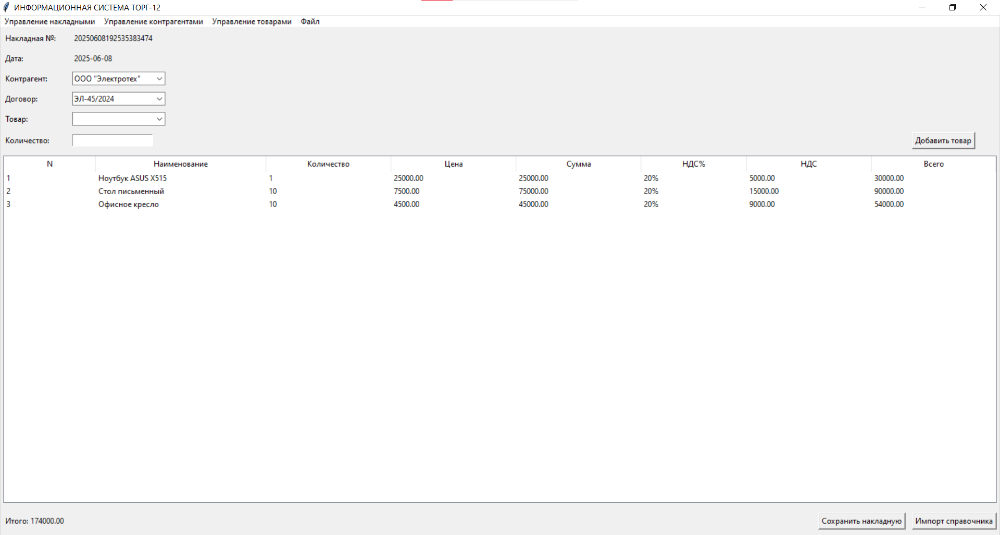 ИНФОРМАЦИОННАЯ СИСТЕМА ТОРГ-12
Управление накладными Управление контрагентами Управление товарами Файл
Накладная №: 20250608192535383474
Дата: 2025-06-08
Контрагент: ООО "Электротех"
Договор: ЭЛ-45/2024
Товар:
Количество: Добавить товар
N Наименование Количество Цена Сумма НДС% НДС Всего
1 Ноутбук ASUS X515 1 25000.00 25000.00 20% 5000.00 30000.00
2 Стол письменный 10 7500.00 75000.00 20% 15000.00 90000.00
3 Офисное кресло 10 4500.00 45000.00 20% 9000.00 54000.00
Итого: 174000.00 Сохранить накладную Импорт справочника